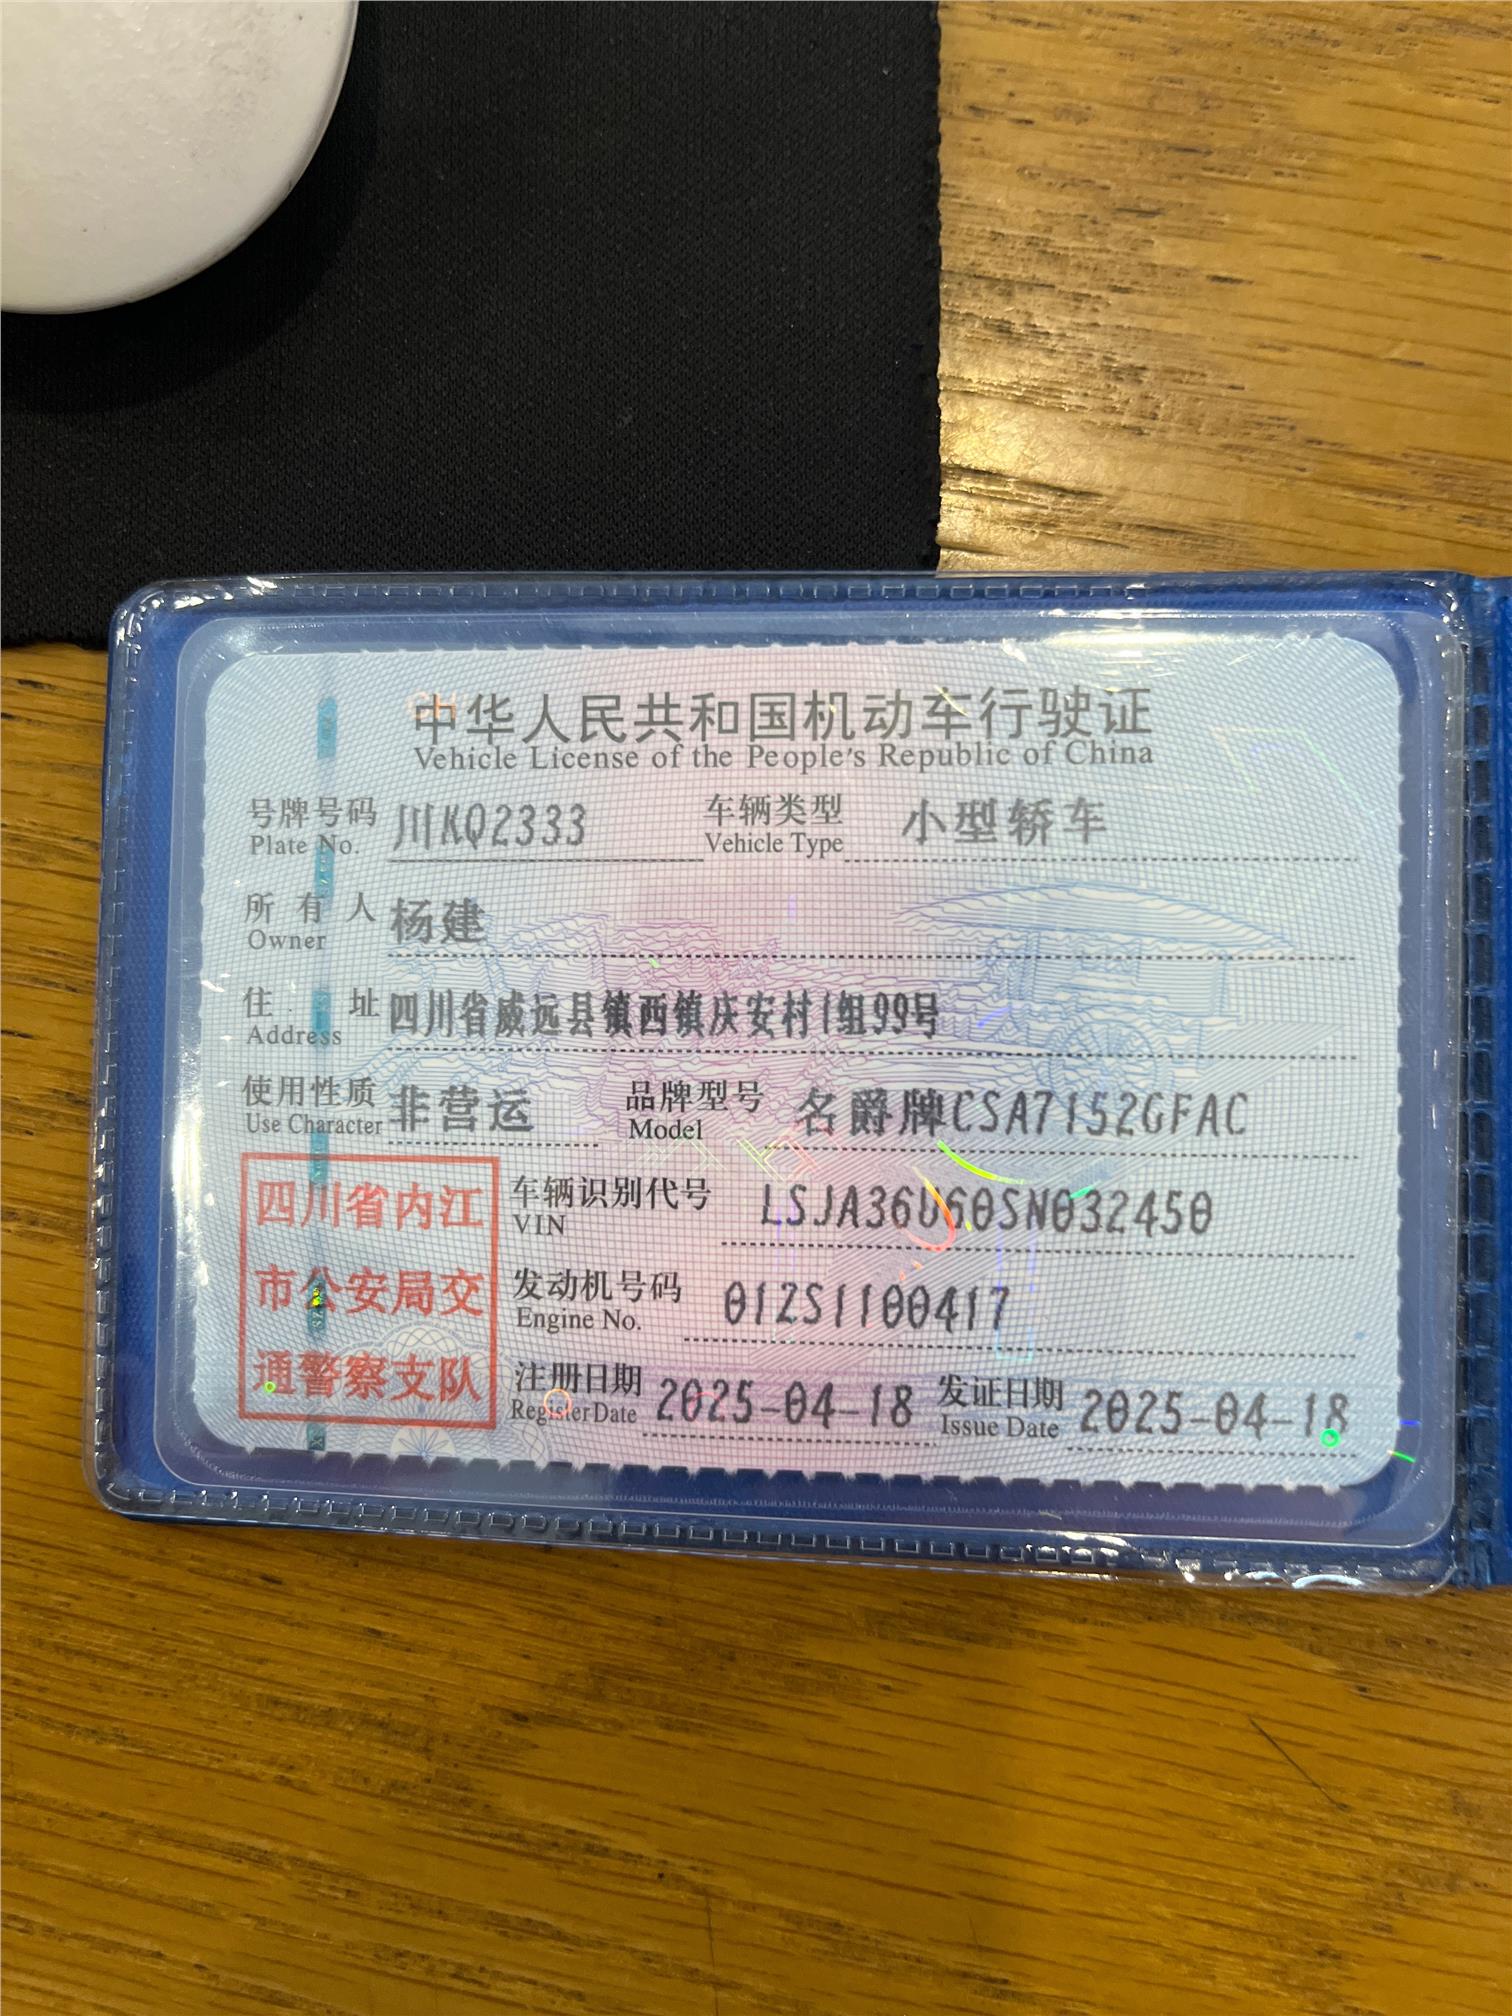 中华人民共和国机动车行驶证
Vehicle License of the People's Republic of China
号牌号码 川KQ2333 车辆类型 小型轿车
Plate No. Vehicle Type
所有人 杨建
Owner
住址 四川省威远县镇西镇庆安村1组99号
Address
使用性质 非营运 品牌型号 名爵牌CSA7152GFAC
Use Character Model
四川省内江
市公安局交
通警察支队
车辆识别代号 LSJA36U60SN032450
VIN
发动机号码 012S1100417
Engine No.
注册日期 2025-04-18 发证日期 2025-04-18
Register Date Issue Date